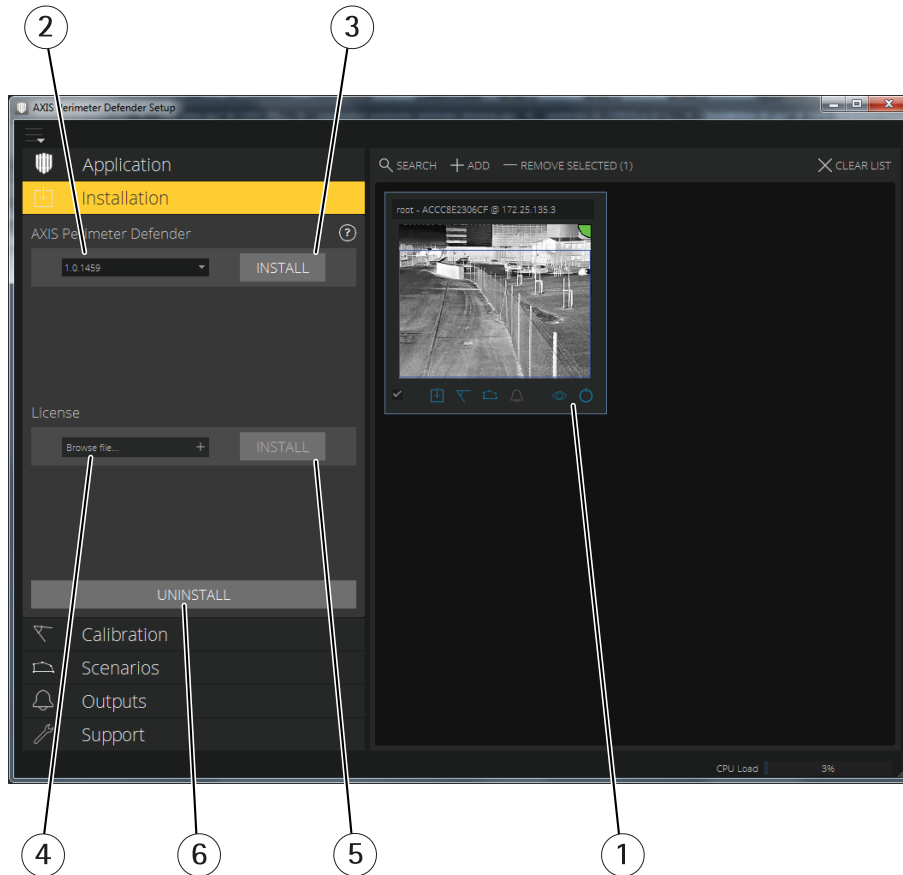 2
3
AXIS Perimeter Defender Setup
Application
SEARCH ADD REMOVE SELECTED (1) CLEAR LIST
Installation
root - ACCC8E2306CF @ 172.25.135.3
AXIS Perimeter Defender ?
1.0.1459 INSTALL
License
Browse file... + INSTALL
UNINSTALL
Calibration
Scenarios
Outputs
Support
CPU Load 3%
4
6
5
1